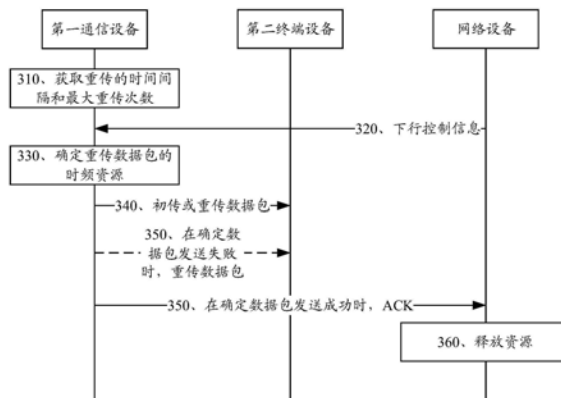 第一通信设备
第二终端设备
网络设备
310、获取重传的时间间
隔和最大重传次数
320、下行控制信息
330、确定重传数据包的
时频资源
340、初传或重传数据包
350、在确定数
据包发送失败
时，重传数据包
350、在确定数据包发送成功时，ACK
360、释放资源